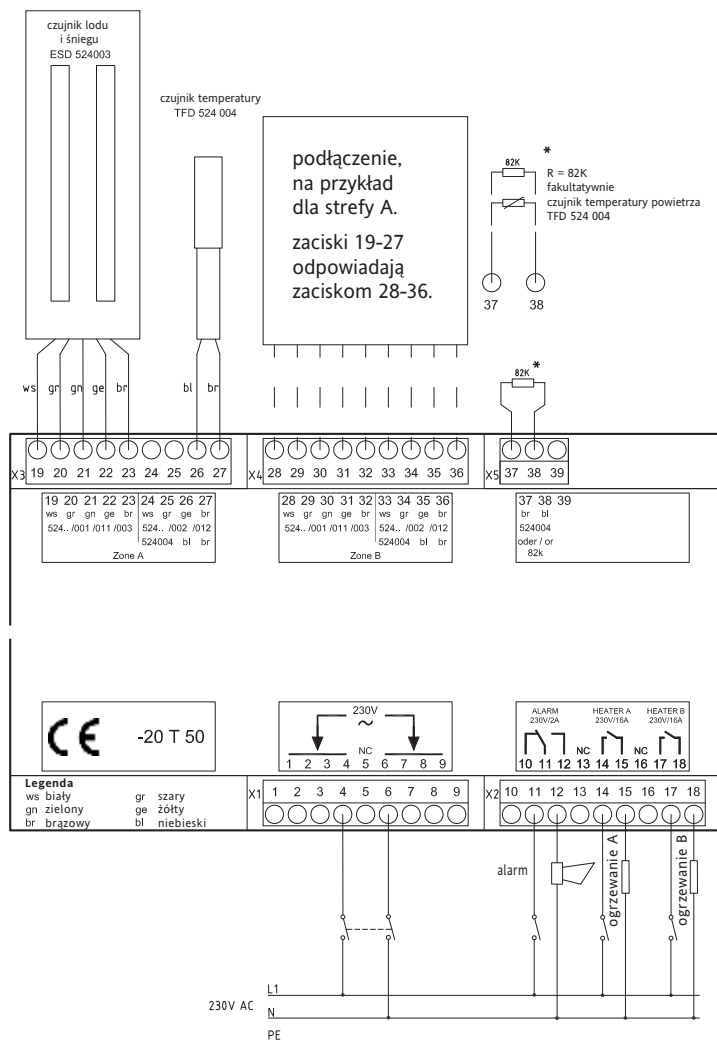 czujnik lodu
i śniegu
ESD 524003
czujnik temperatury
TFD 524 004
podłączenie,
na przykład
dla strefy A.
zaciski 19-27
odpowiadają
zaciskom 28-36.
*
82K
R = 82K
fakultatywnie
czujnik temperatury powietrza
TFD 524 004
37 38
ws gr gn ge br
bl br
82K *
X3 19 20 21 22 23 24 25 26 27
X4 28 29 30 31 32 33 34 35 36
X5 37 38 39
19 20 21 22 23 24 25 26 27
ws gr gn ge br ws gr ge br
524.. /001 /011 /003 524.. /002 /012
524004 bl br
Zone A
28 29 30 31 32 33 34 35 36
ws gr gn ge br ws gr ge br
524.. /001 /011 /003 524.. /002 /012
524004 bl br
Zone B
37 38 39
br bl
524004
oder / or
82k
CE -20 T 50
230V
~
NC
1 2 3 4 5 6 7 8 9
ALARM HEATER A HEATER B
230V/2A 230V/16A 230V/16A
NC NC
10 11 12 13 14 15 16 17 18
Legenda
ws biały gr szary
gn zielony ge żółty
br brązowy bl niebieski
X1 1 2 3 4 5 6 7 8 9
X2 10 11 12 13 14 15 16 17 18
alarm
ogrzewanie A
ogrzewanie B
L1
230V AC
N
PE